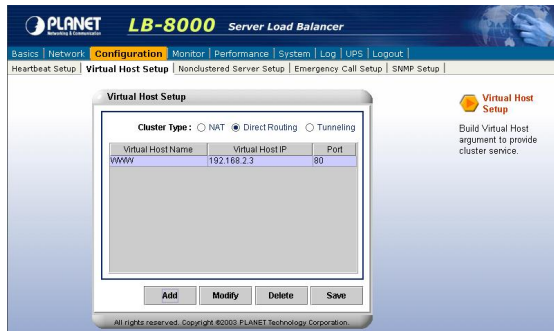 PLANET
Networking & Communication
LB-8000 Server Load Balancer
Basics | Network | Configuration | Monitor | Performance | System | Log | UPS | Logout |
Heartbeat Setup | Virtual Host Setup | Nonclustered Server Setup | Emergency Call Setup | SNMP Setup |
Virtual Host Setup
Cluster Type : NAT Direct Routing Tunneling
Virtual Host Name Virtual Host IP Port
WWW 192.168.2.3 80
Add Modify Delete Save
All rights reserved. Copyright ©2003 PLANET Technology Corporation.
Virtual Host
Setup
Build Virtual Host
argument to provide
cluster service.